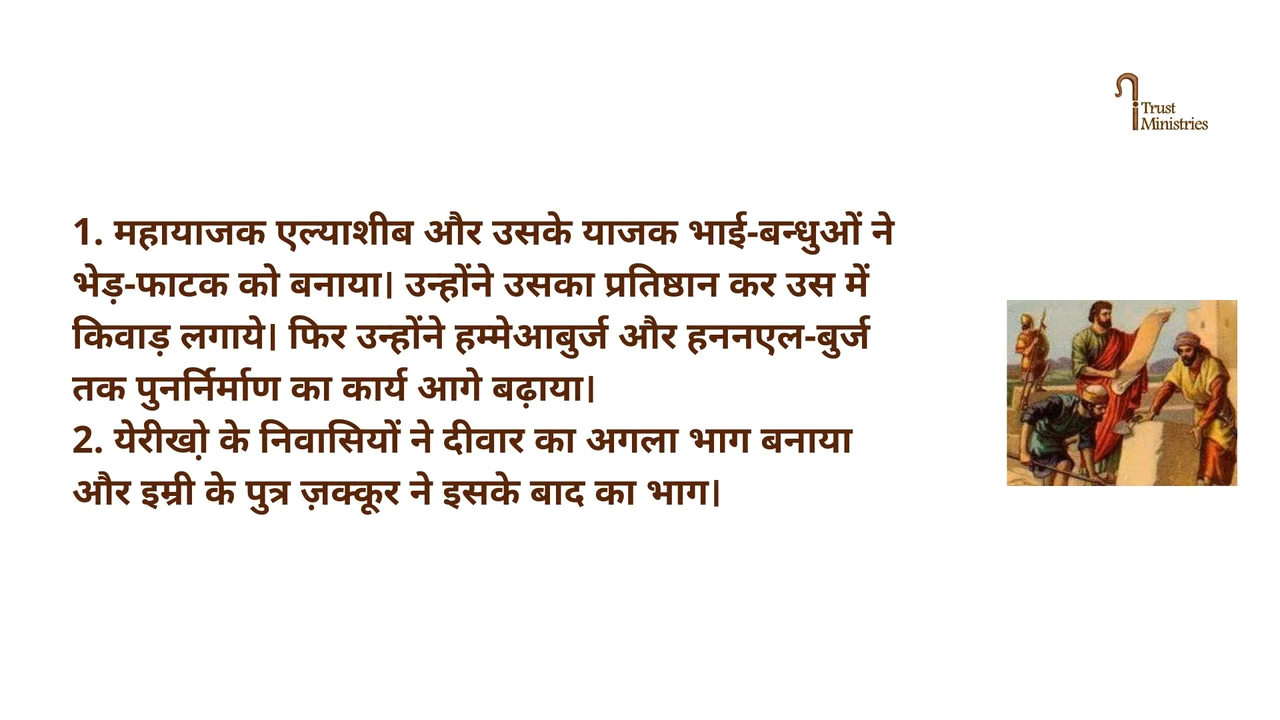 Trust
Ministries
1. महायाजक एल्याशीब और उसके याजक भाई-बन्धुओं ने
भेड़-फाटक को बनाया। उन्होंने उसका प्रतिष्ठान कर उस में
किवाड़ लगाये। फिर उन्होंने हम्मेआबुर्ज और हननएल-बुर्ज
तक पुनर्निर्माण का कार्य आगे बढ़ाया।
2. येरीखो़ के निवासियों ने दीवार का अगला भाग बनाया
और इम्री के पुत्र ज़क्कूर ने इसके बाद का भाग।